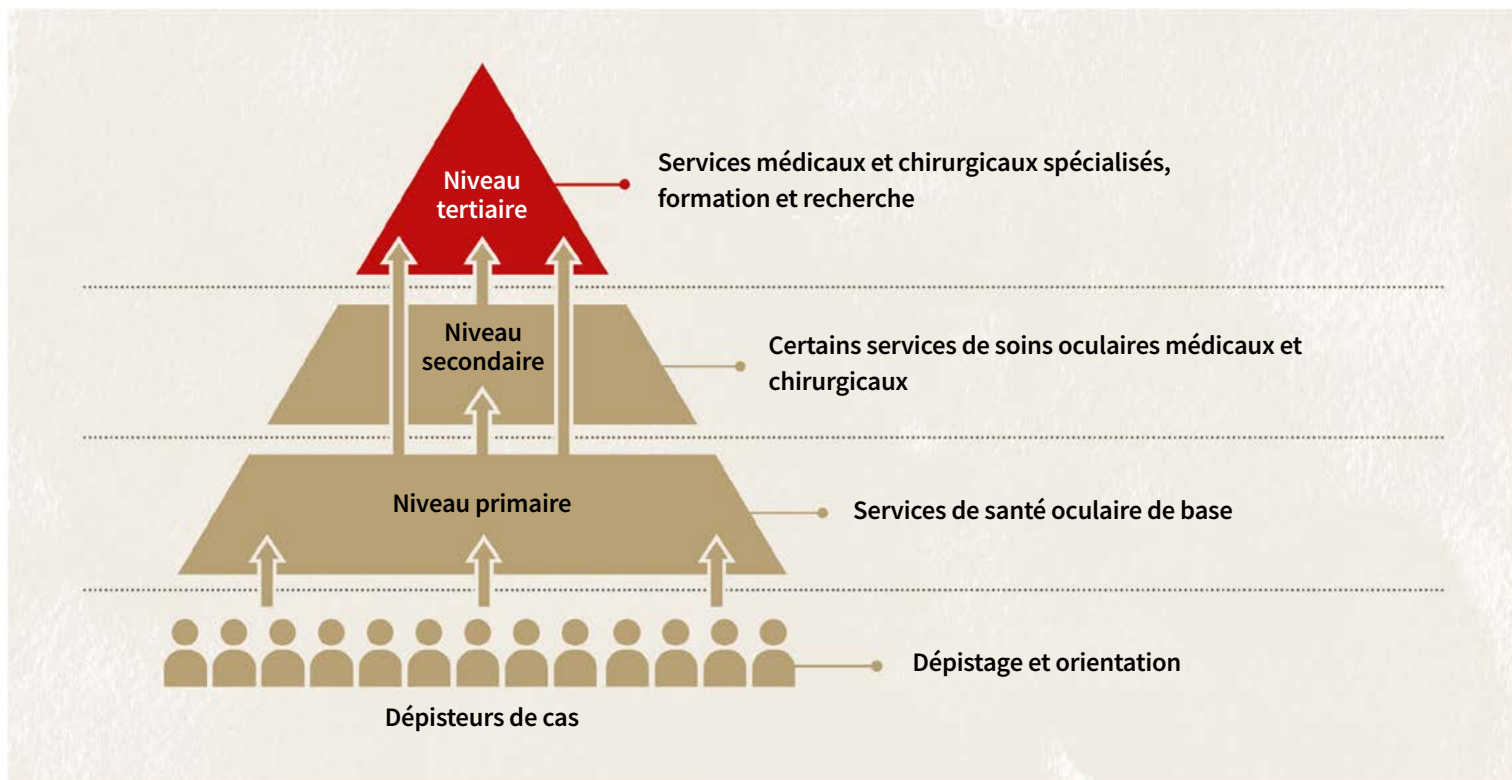 Niveau
tertiaire
Services médicaux et chirurgicaux spécialisés,
formation et recherche
Niveau
secondaire
Certains services de soins oculaires médicaux et
chirurgicaux
Niveau primaire
Services de santé oculaire de base
Dépistage et orientation
Dépisteurs de cas